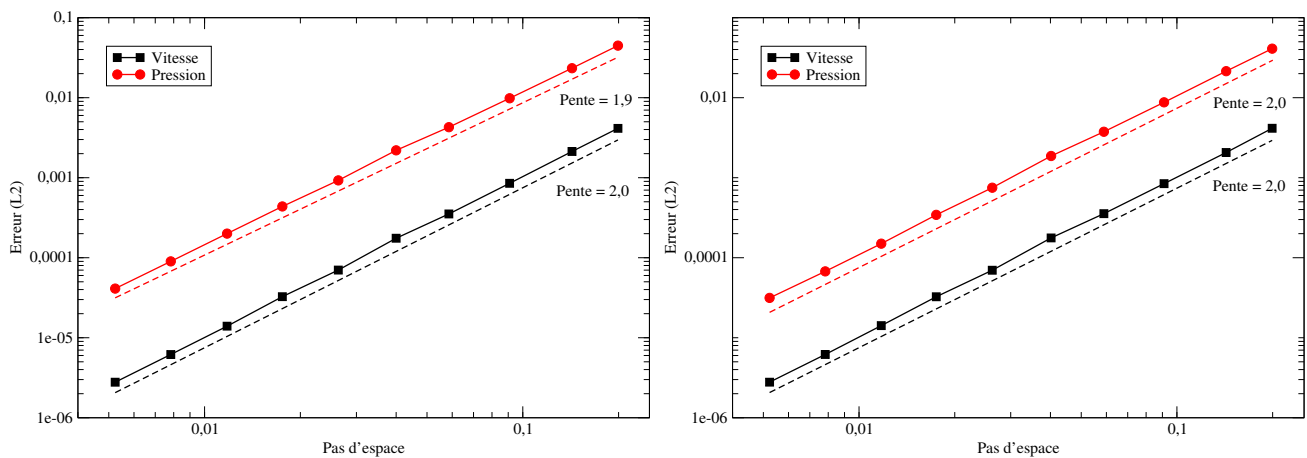 0,1
0,01
0,001
0,0001
1e-05
1e-06
Erreur (L2)
Vitesse
Pression
Pente = 1,9
Pente = 2,0
0,01
0,1
Pas d'espace
0,01
0,0001
1e-06
Erreur (L2)
Vitesse
Pression
Pente = 2,0
Pente = 2,0
0,01
0,1
Pas d'espace